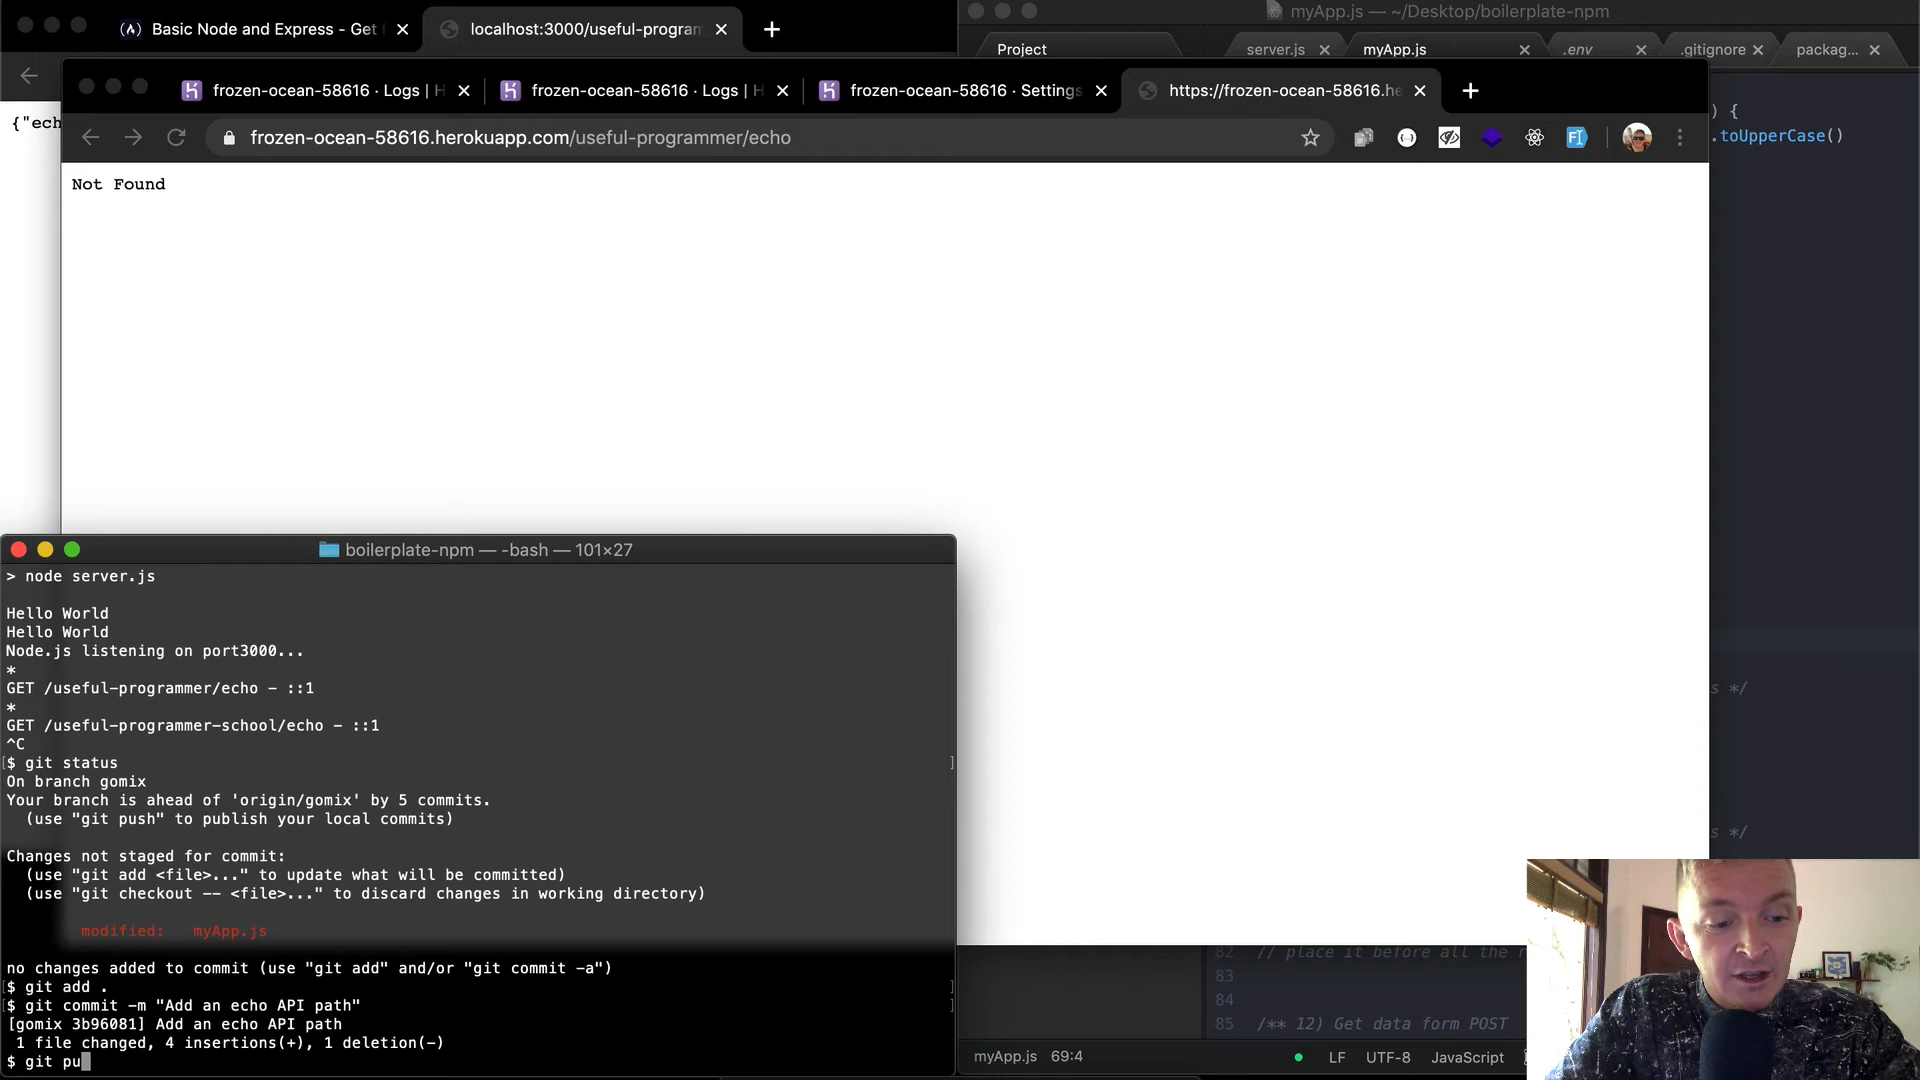 Basic Node and Express - Get
localhost:3000/useful-program
myApp.js — ~/Desktop/boilerplate-npm
Project
server.js
myApp.js
.env
.gitignore
packag...
frozen-ocean-58616 · Logs | H
frozen-ocean-58616 · Logs | H
frozen-ocean-58616 · Settings
https://frozen-ocean-58616.he
{"ech
) {
.toUpperCase()
frozen-ocean-58616.herokuapp.com/useful-programmer/echo
Not Found
s */
s */
boilerplate-npm — -bash — 101×27
> node server.js
Hello World
Hello World
Node.js listening on port3000...
*
GET /useful-programmer/echo - ::1
*
GET /useful-programmer-school/echo - ::1
^C
[$ git status ]
On branch gomix
Your branch is ahead of 'origin/gomix' by 5 commits.
(use "git push" to publish your local commits)
Changes not staged for commit:
(use "git add <file>..." to update what will be committed)
(use "git checkout -- <file>..." to discard changes in working directory)
modified: myApp.js
no changes added to commit (use "git add" and/or "git commit -a")
[$ git add . ]
[$ git commit -m "Add an echo API path" ]
[gomix 3b96081] Add an echo API path
1 file changed, 4 insertions(+), 1 deletion(-)
$ git pu
82 // place it before all the r
83
84
85 /** 12) Get data form POST
myApp.js 69:4
LF UTF-8 JavaScript